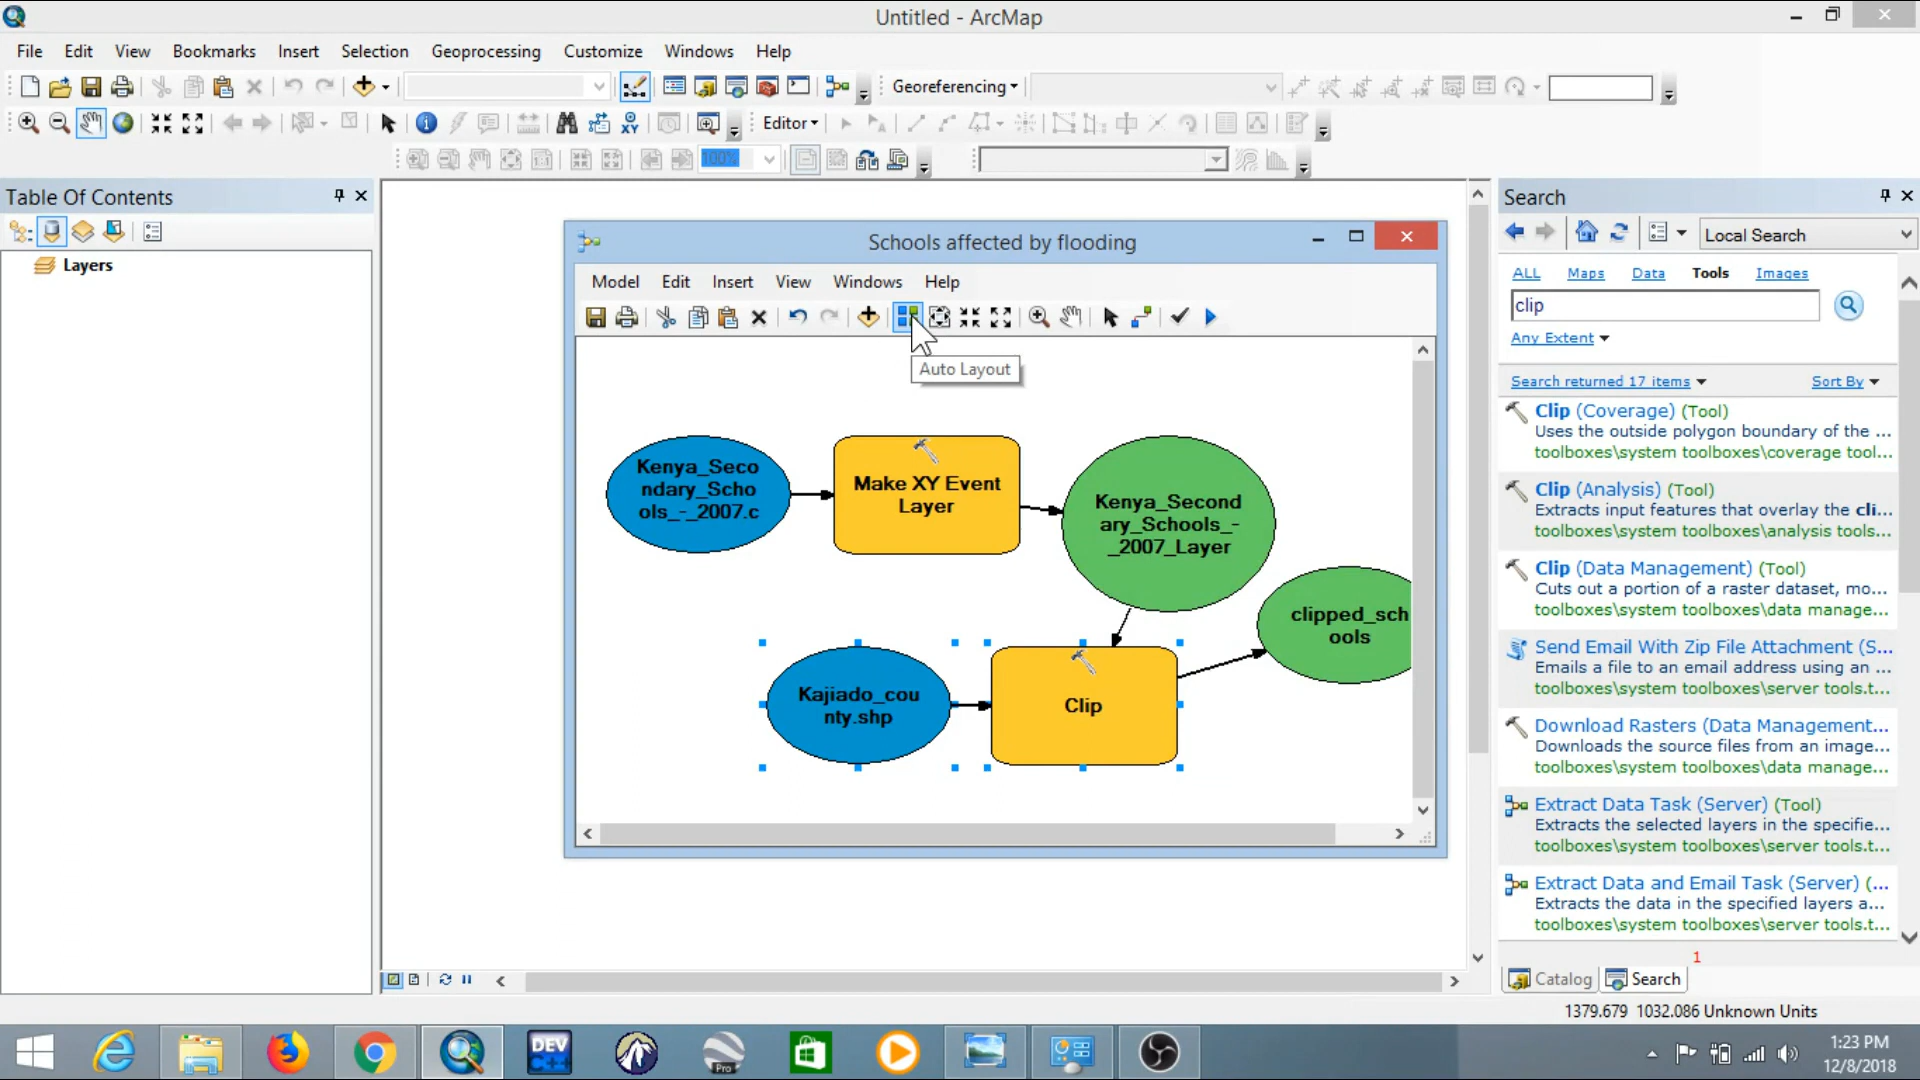 Untitled - ArcMap
File Edit View Bookmarks Insert Selection Geoprocessing Customize Windows Help
Georeferencing
Editor
100%
Table Of Contents
Layers
Schools affected by flooding
Model Edit Insert View Windows Help
Auto Layout
Kenya_Seco
ndary_Scho
ols_-_2007.c
Make XY Event
Layer
Kenya_Second
ary_Schools_-
_2007_Layer
clipped_sch
ools
Kajiado_cou
nty.shp
Clip
Search
Local Search
ALL Maps Data Tools Images
clip
Any Extent
Search returned 17 items Sort By
Clip (Coverage) (Tool)
Uses the outside polygon boundary of the ...
toolboxes\system toolboxes\coverage tool...
Clip (Analysis) (Tool)
Extracts input features that overlay the cli...
toolboxes\system toolboxes\analysis tools...
Clip (Data Management) (Tool)
Cuts out a portion of a raster dataset, mo...
toolboxes\system toolboxes\data manage...
Send Email With Zip File Attachment (S...
Emails a file to an email address using an ...
toolboxes\system toolboxes\server tools.t...
Download Rasters (Data Management...
Downloads the source files from an image...
toolboxes\system toolboxes\data manage...
Extract Data Task (Server) (Tool)
Extracts the selected layers in the specifie...
toolboxes\system toolboxes\server tools.t...
Extract Data and Email Task (Server) (...
Extracts the data in the specified layers a...
toolboxes\system toolboxes\server tools.t...
1
Catalog Search
1379.679 1032.086 Unknown Units
DEV
C++
Pro
1:23 PM
12/8/2018